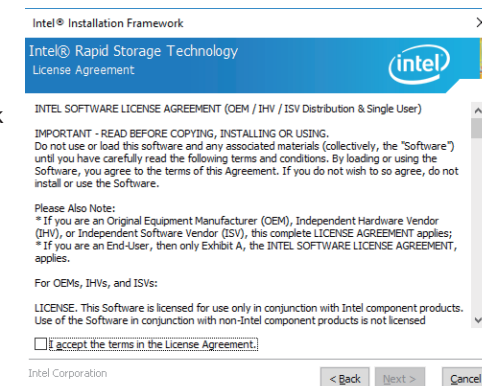 Intel® Installation Framework
Intel® Rapid Storage Technology
License Agreement
intel
INTEL SOFTWARE LICENSE AGREEMENT (OEM / IHV / ISV Distribution & Single User)
IMPORTANT - READ BEFORE COPYING, INSTALLING OR USING.
Do not use or load this software and any associated materials (collectively, the "Software")
until you have carefully read the following terms and conditions. By loading or using the
Software, you agree to the terms of this Agreement. If you do not wish to so agree, do not
install or use the Software.
Please Also Note:
* If you are an Original Equipment Manufacturer (OEM), Independent Hardware Vendor
(IHV), or Independent Software Vendor (ISV), this complete LICENSE AGREEMENT applies;
* If you are an End-User, then only Exhibit A, the INTEL SOFTWARE LICENSE AGREEMENT,
applies.
For OEMs, IHVs, and ISVs:
LICENSE. This Software is licensed for use only in conjunction with Intel component products.
Use of the Software in conjunction with non-Intel component products is not licensed
I accept the terms in the License Agreement.
Intel Corporation
< Back Next > Cancel